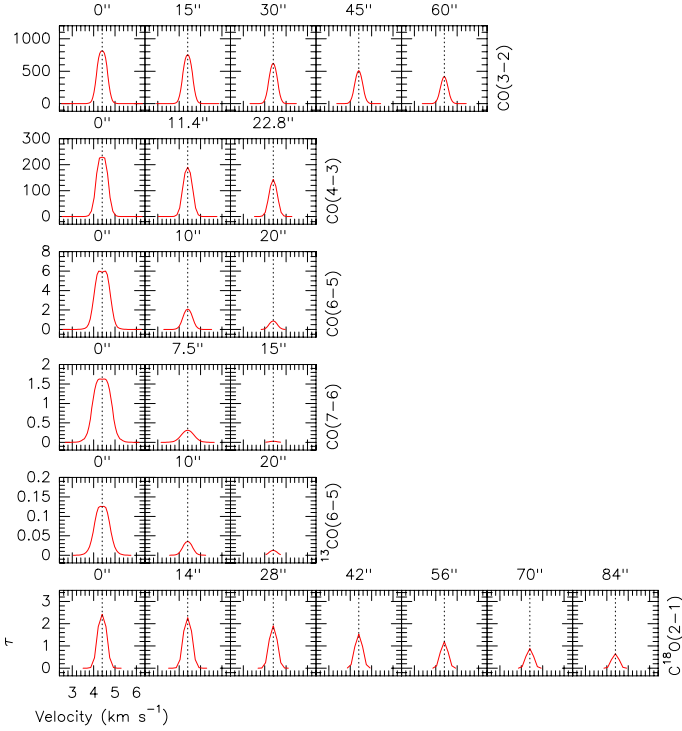 0'' 15'' 30'' 45'' 60''
1000
500
0
CO(3−2)
0'' 11.4'' 22.8''
300
200
100
0
CO(4−3)
0'' 10'' 20''
8
6
4
2
0
CO(6−5)
0'' 7.5'' 15''
2
1.5
1
0.5
0
CO(7−6)
0'' 10'' 20''
0.2
0.15
0.1
0.05
0
¹³CO(6−5)
0'' 14'' 28'' 42'' 56'' 70'' 84''
3
2
1
0
τ
C¹⁸O(2−1)
3 4 5 6
Velocity (km s⁻¹)